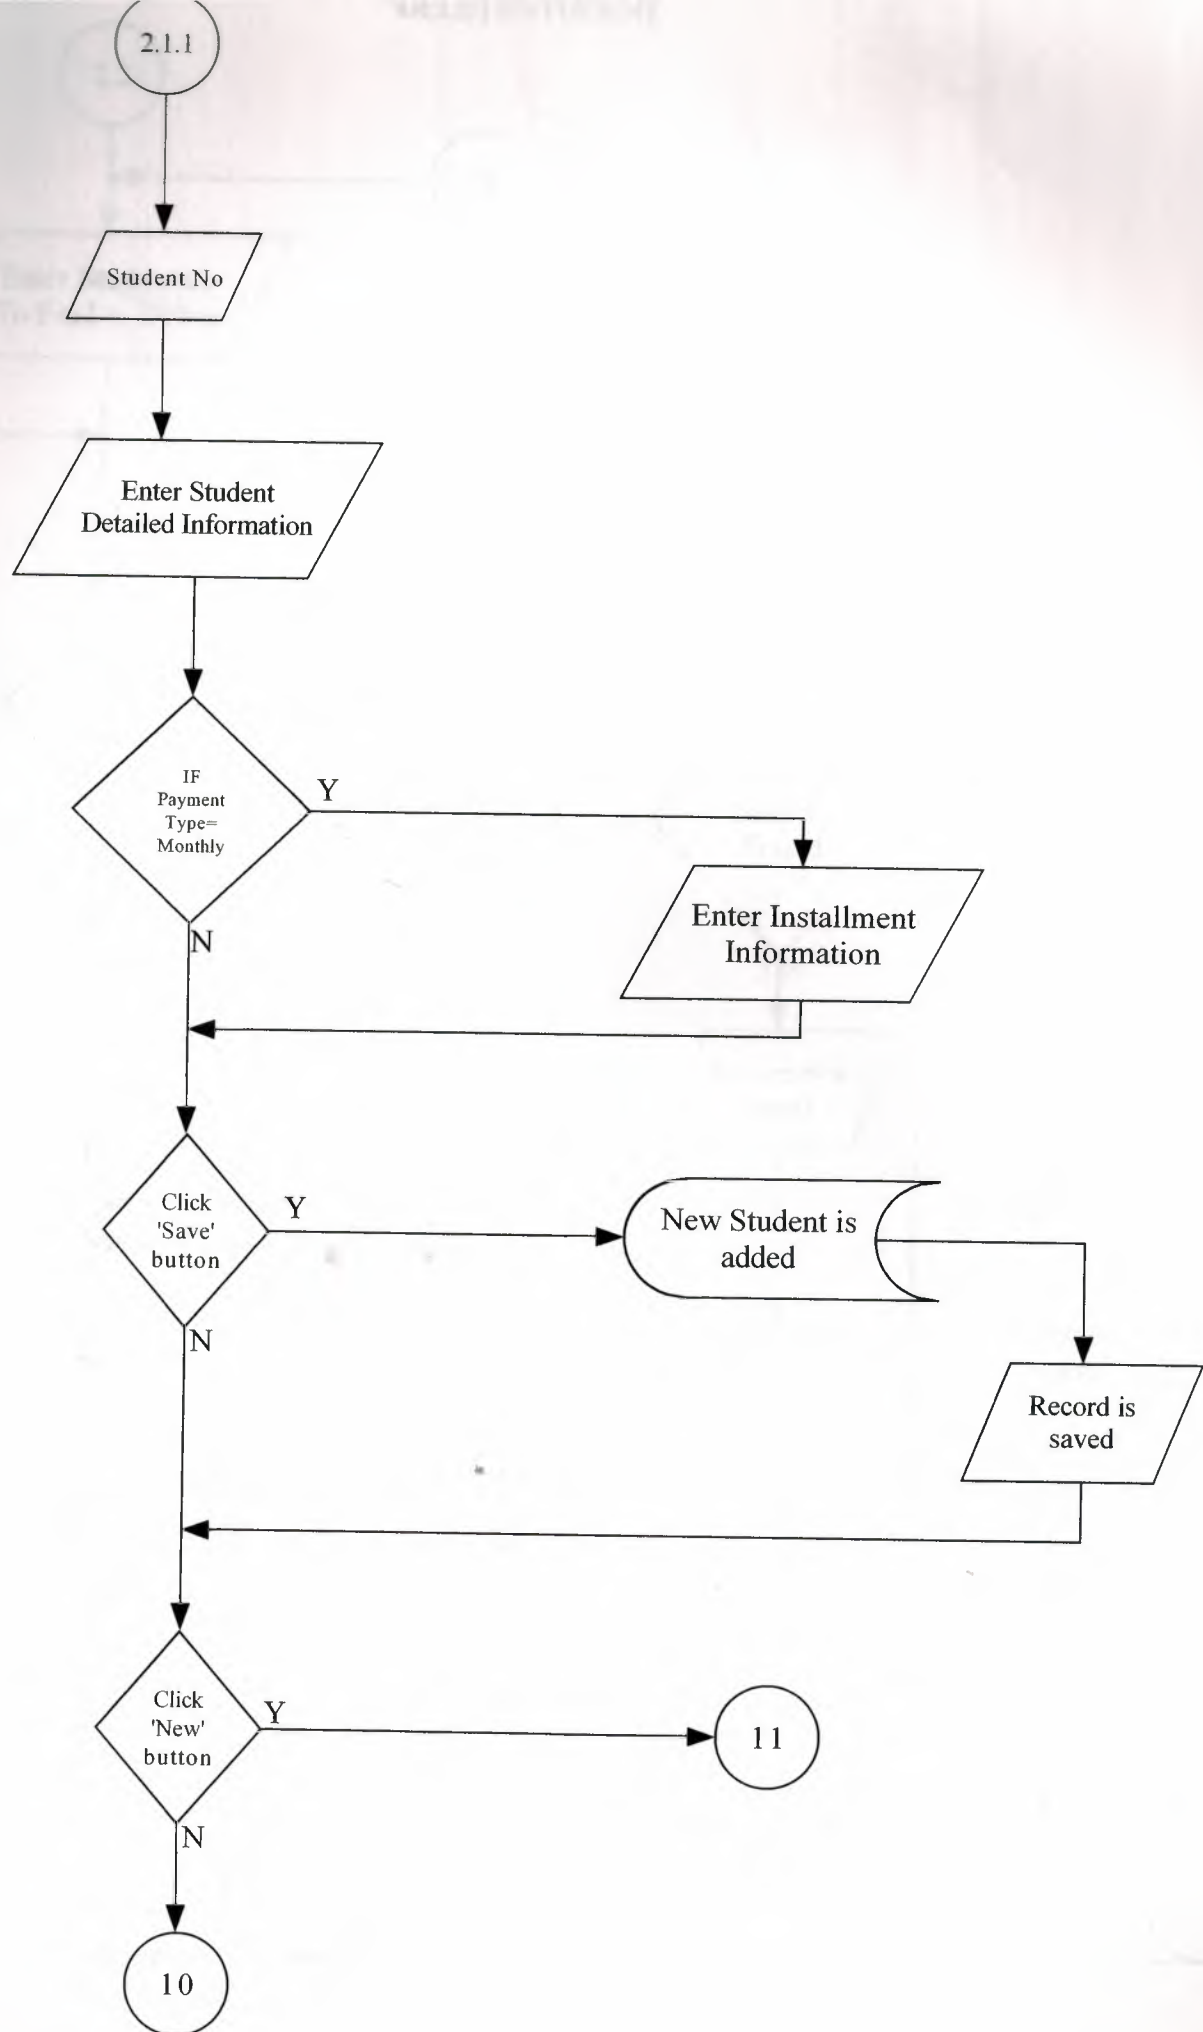 2.1.1
Student No
Enter Student
Detailed Information
IF
Payment
Type=
Monthly
Y
N
Enter Installment
Information
Click
'Save'
button
Y
N
New Student is
added
Record is
saved
Click
'New'
button
Y
N
11
10